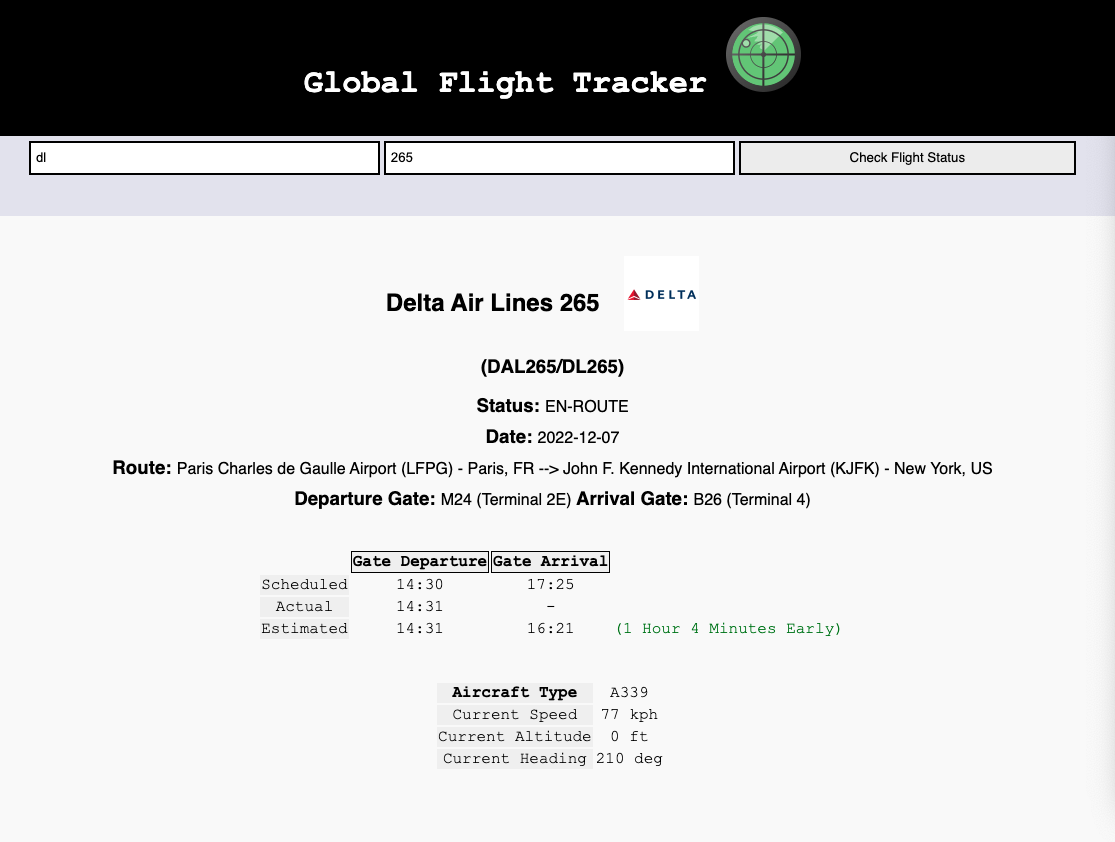 Global Flight Tracker
dl 265 Check Flight Status
Delta Air Lines 265 DELTA
(DAL265/DL265)
Status: EN-ROUTE
Date: 2022-12-07
Route: Paris Charles de Gaulle Airport (LFPG) - Paris, FR --> John F. Kennedy International Airport (KJFK) - New York, US
Departure Gate: M24 (Terminal 2E) Arrival Gate: B26 (Terminal 4)
Gate Departure Gate Arrival
Scheduled 14:30 17:25
Actual 14:31 -
Estimated 14:31 16:21 (1 Hour 4 Minutes Early)
Aircraft Type A339
Current Speed 77 kph
Current Altitude 0 ft
Current Heading 210 deg